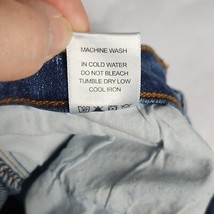 MACHINE WASH
IN COLD WATER
DO NOT BLEACH
TUMBLE DRY LOW
COOL IRON